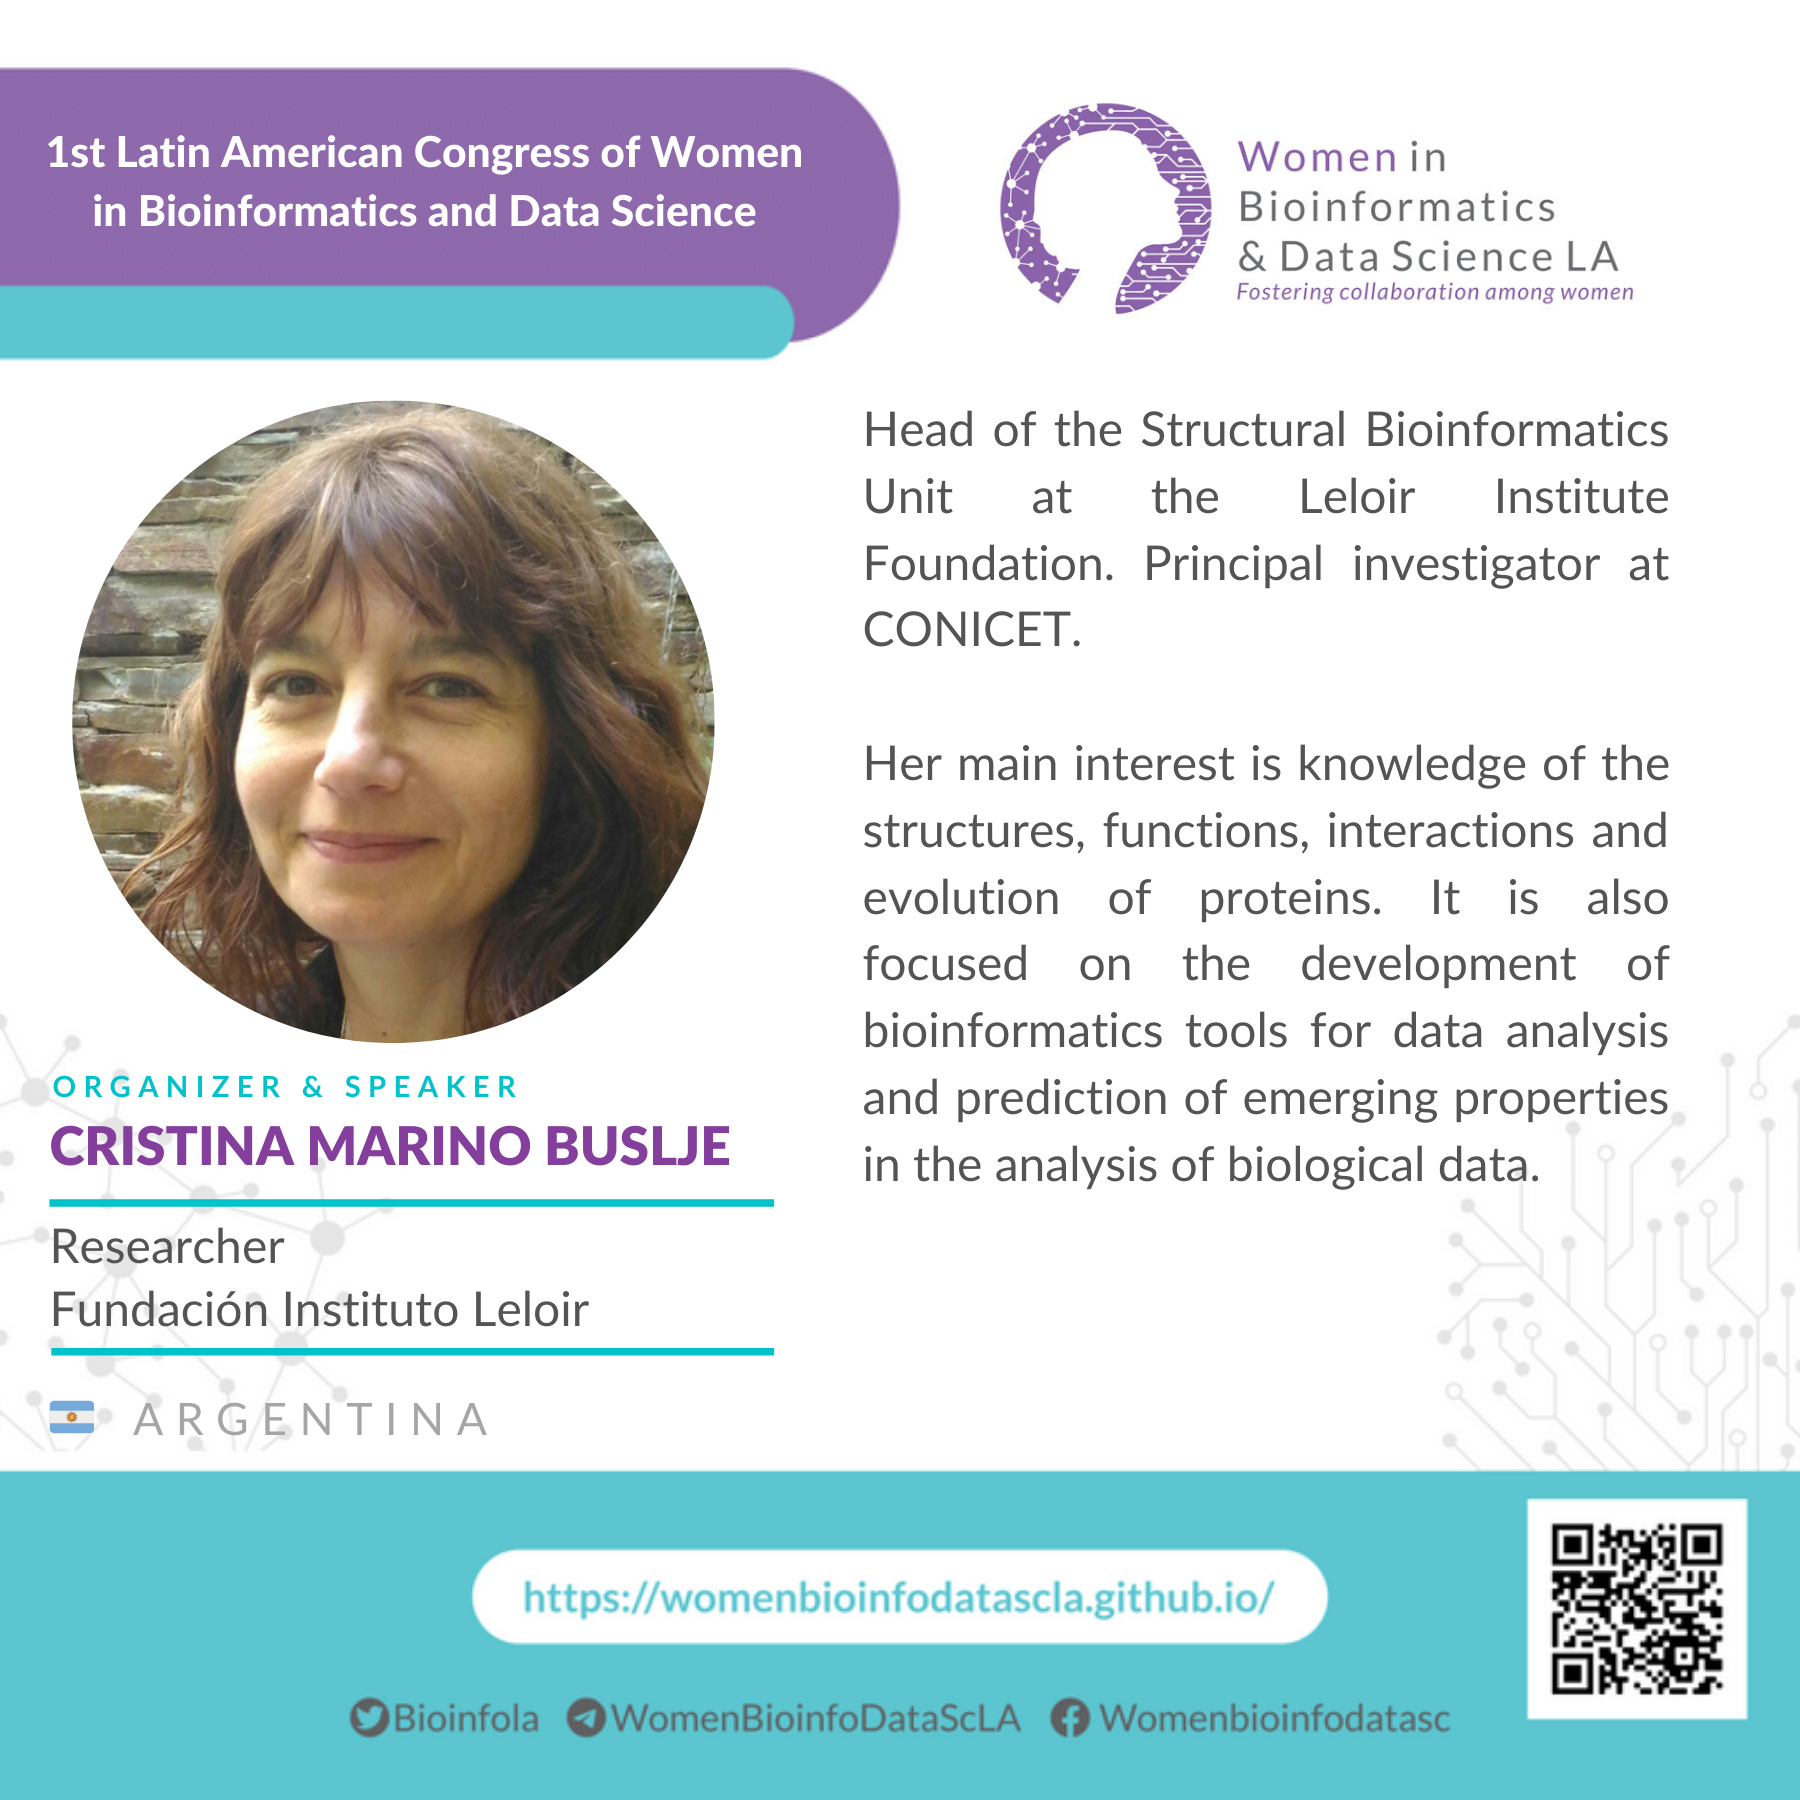 1st Latin American Congress of Women
in Bioinformatics and Data Science
Women in
Bioinformatics
& Data Science LA
Fostering collaboration among women
Head of the Structural Bioinformatics
Unit at the Leloir Institute
Foundation. Principal investigator at
CONICET.
Her main interest is knowledge of the
structures, functions, interactions and
evolution of proteins. It is also
focused on the development of
bioinformatics tools for data analysis
and prediction of emerging properties
in the analysis of biological data.
ORGANIZER & SPEAKER
CRISTINA MARINO BUSLJE
Researcher
Fundación Instituto Leloir
ARGENTINA
https://womenbioinfodatascla.github.io/
Bioinfola WomenBioinfoDataScLA Womenbioinfodatasc